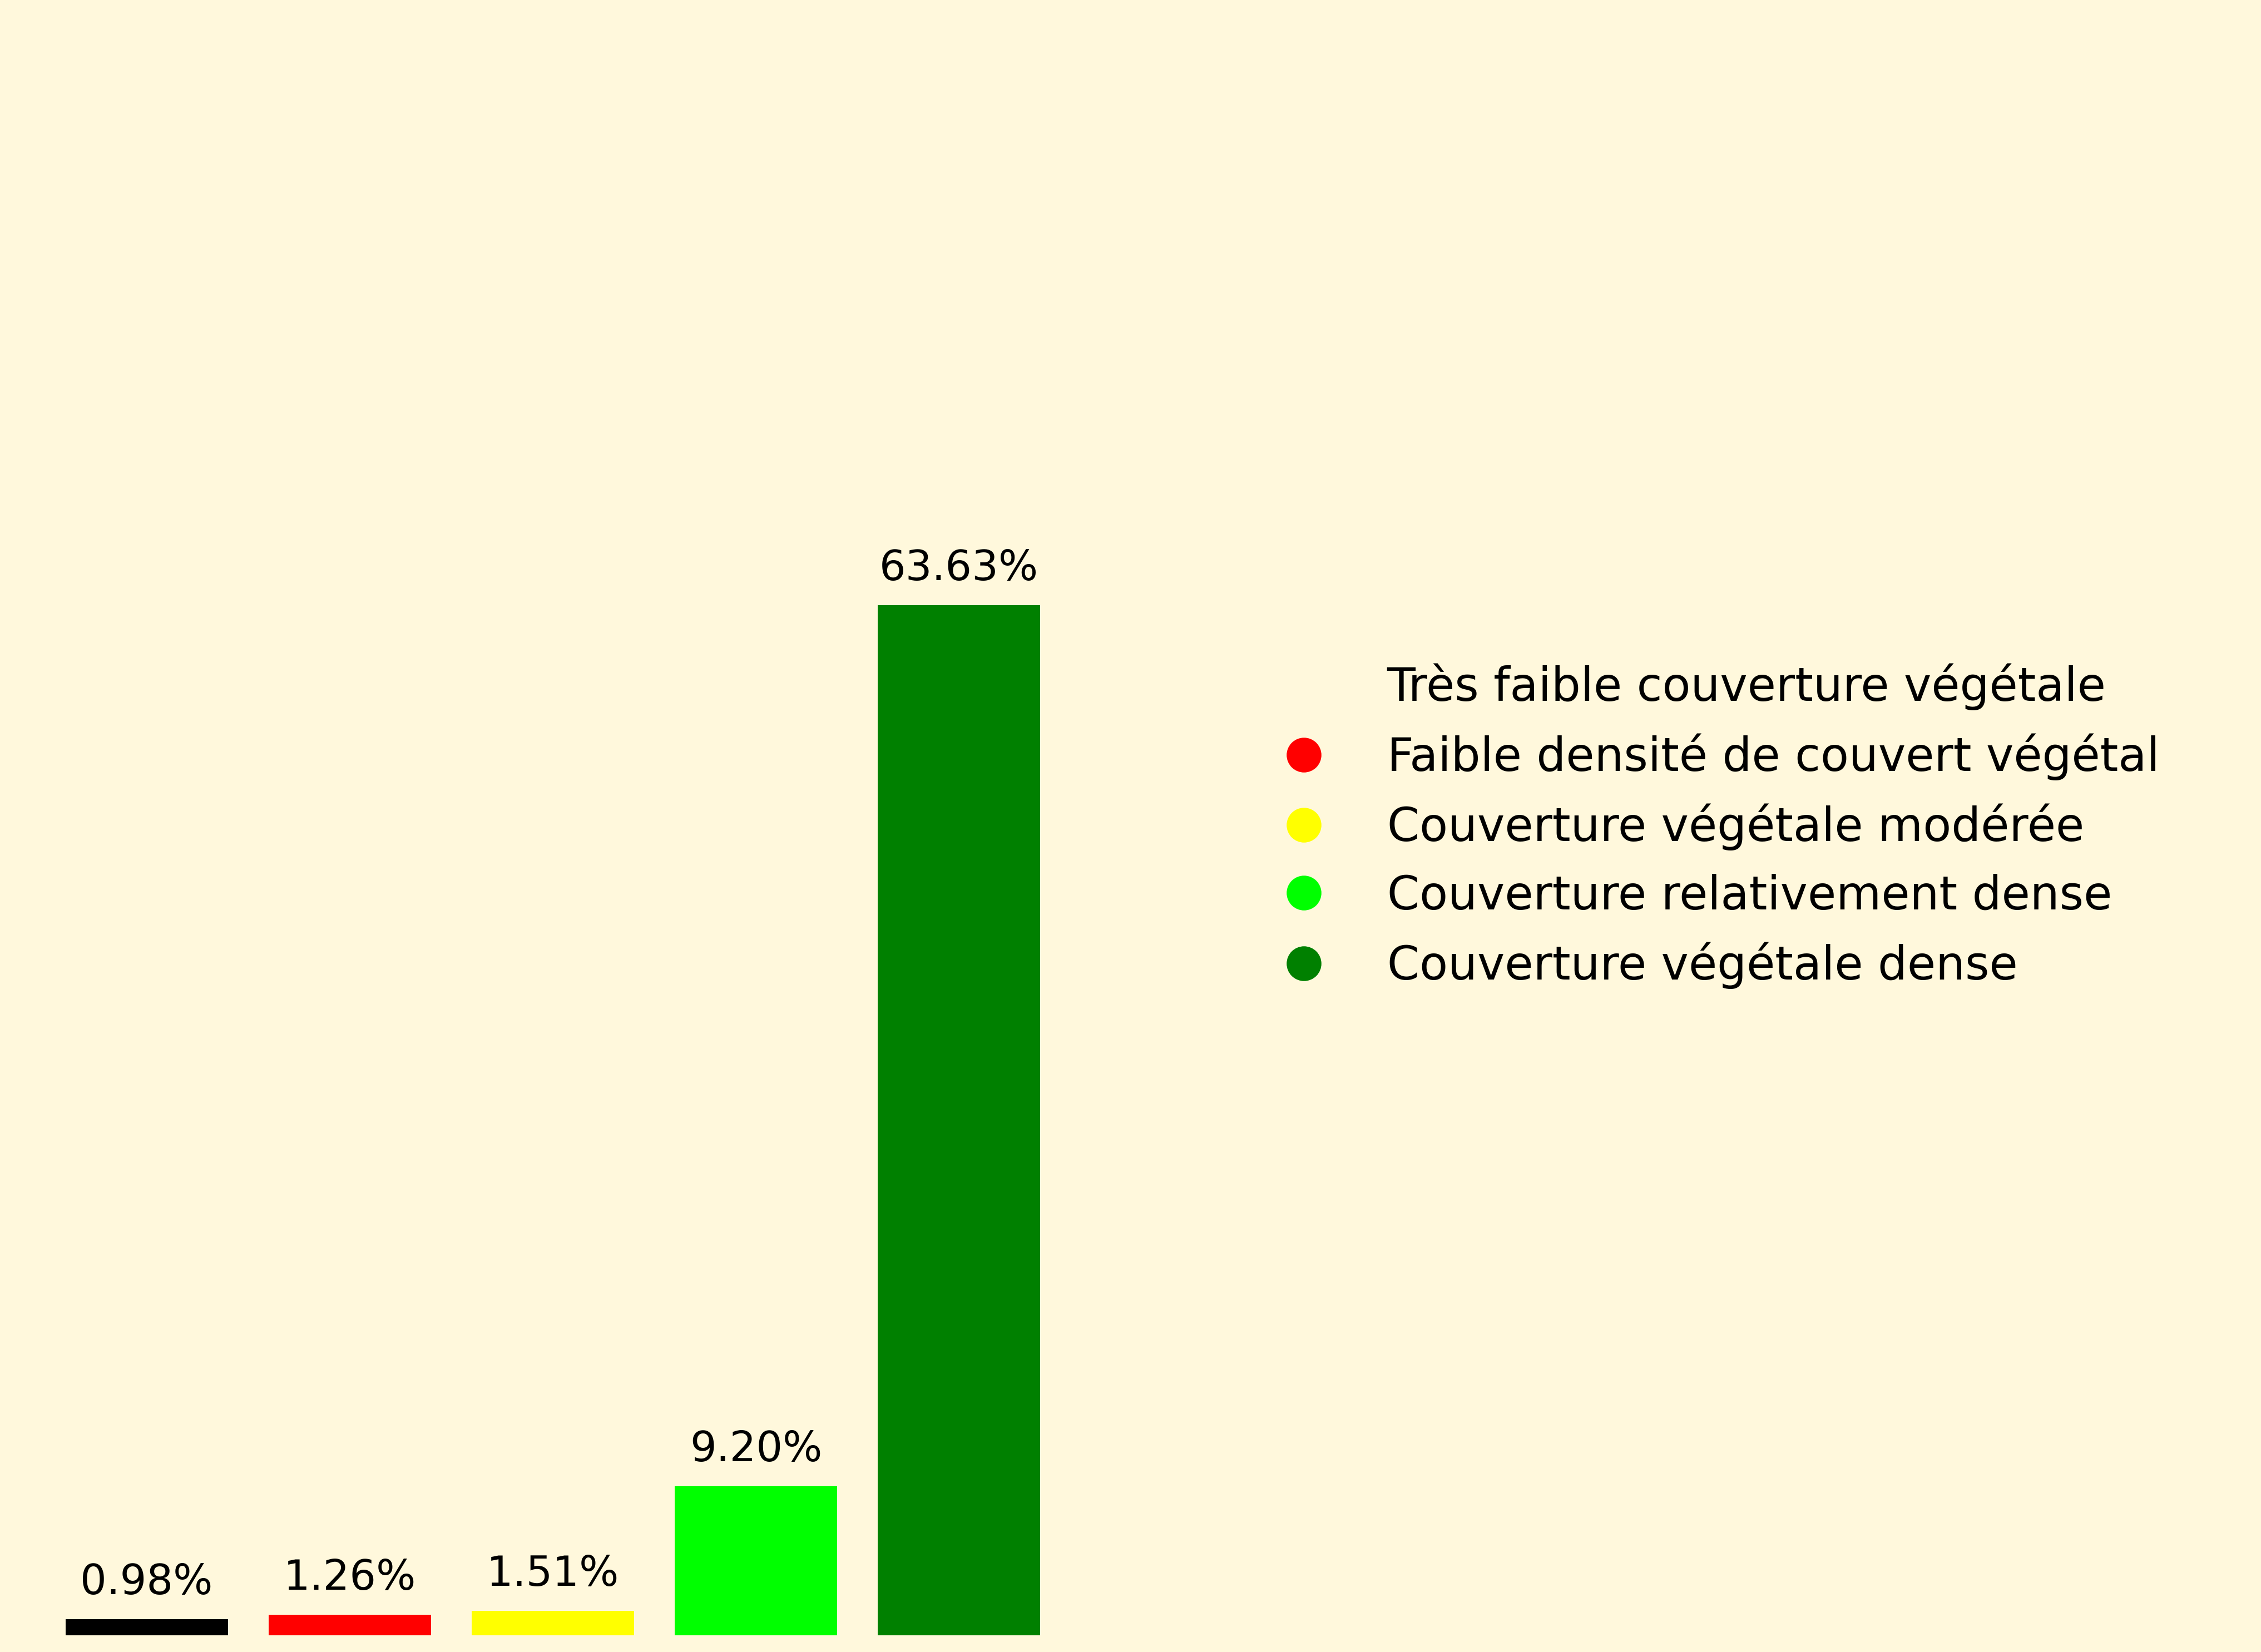 63.63%
Très faible couverture végétale
Faible densité de couvert végétal
Couverture végétale modérée
Couverture relativement dense
Couverture végétale dense
9.20%
0.98%
1.26%
1.51%